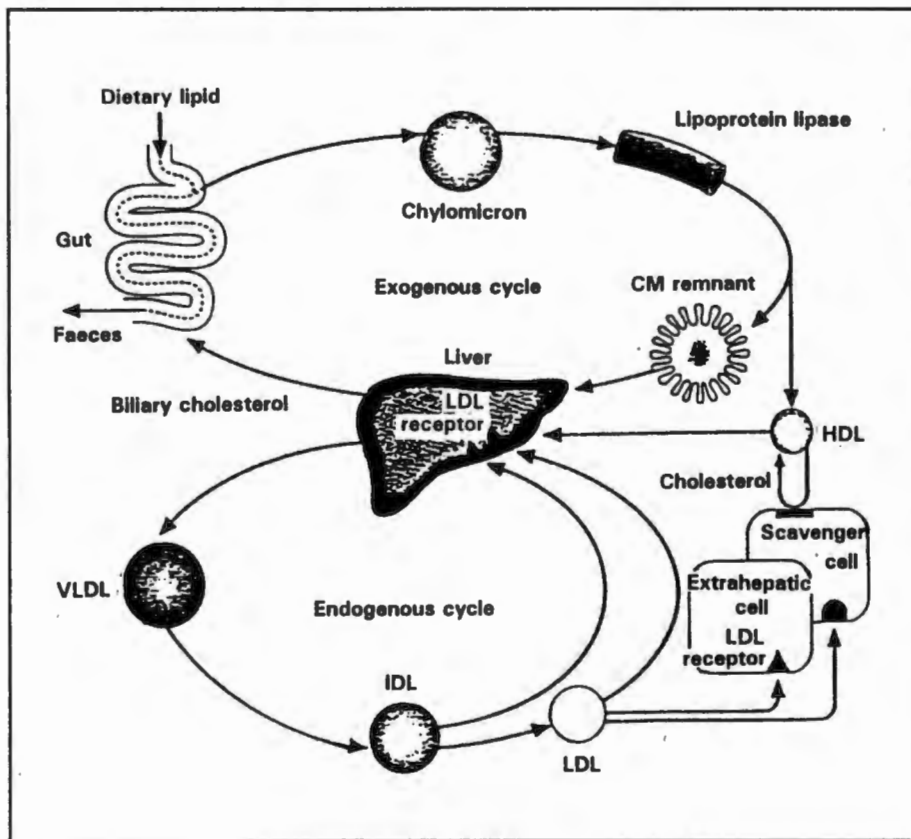 Dietary lipid
Lipoprotein lipase
Chylomicron
Gut
Exogenous cycle
CM remnant
Faeces
Liver
Biliary cholesterol
LDL
receptor
HDL
Cholesterol
Scavenger
cell
VLDL
Extrahepatic
cell
Endogenous cycle
LDL
receptor
IDL
LDL